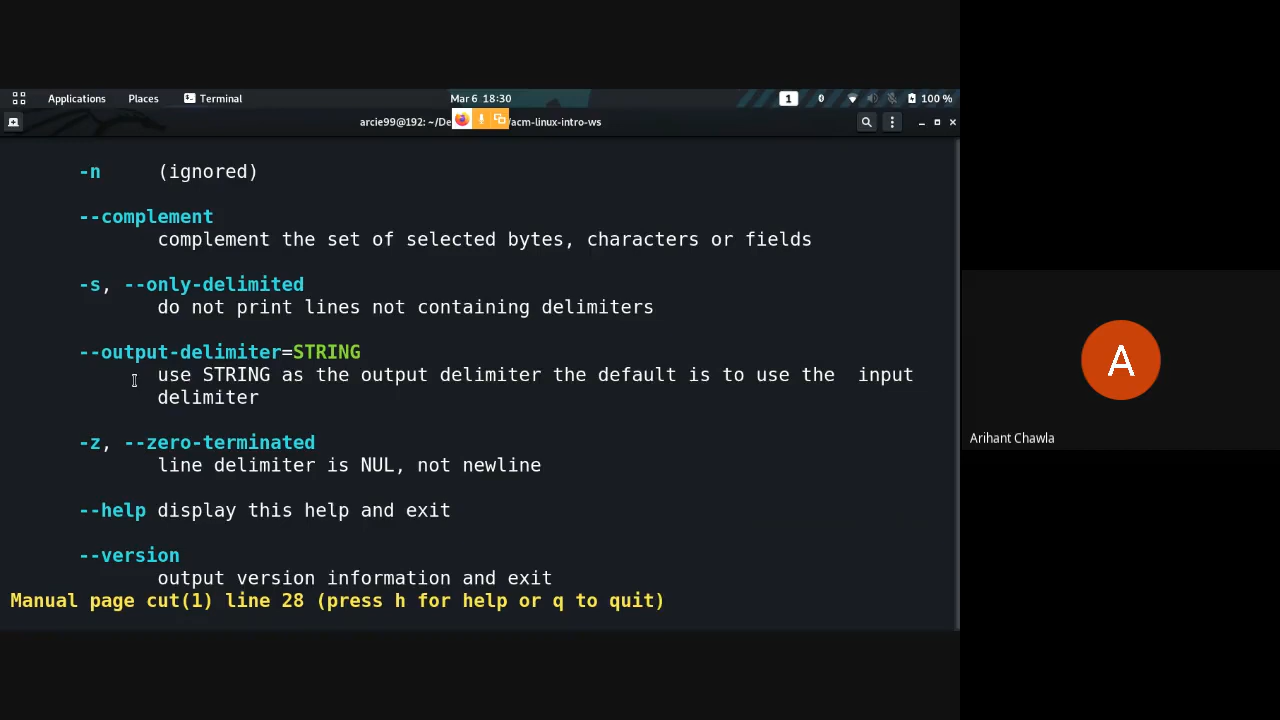 Applications Places Terminal Mar 6 18:30 1 0 100 %
arcie99@192: ~/De /acm-linux-intro-ws
-n (ignored)
--complement
complement the set of selected bytes, characters or fields
-s, --only-delimited
do not print lines not containing delimiters
--output-delimiter=STRING
use STRING as the output delimiter the default is to use the input
delimiter
-z, --zero-terminated
line delimiter is NUL, not newline
--help display this help and exit
--version
output version information and exit
Manual page cut(1) line 28 (press h for help or q to quit)
A
Arihant Chawla